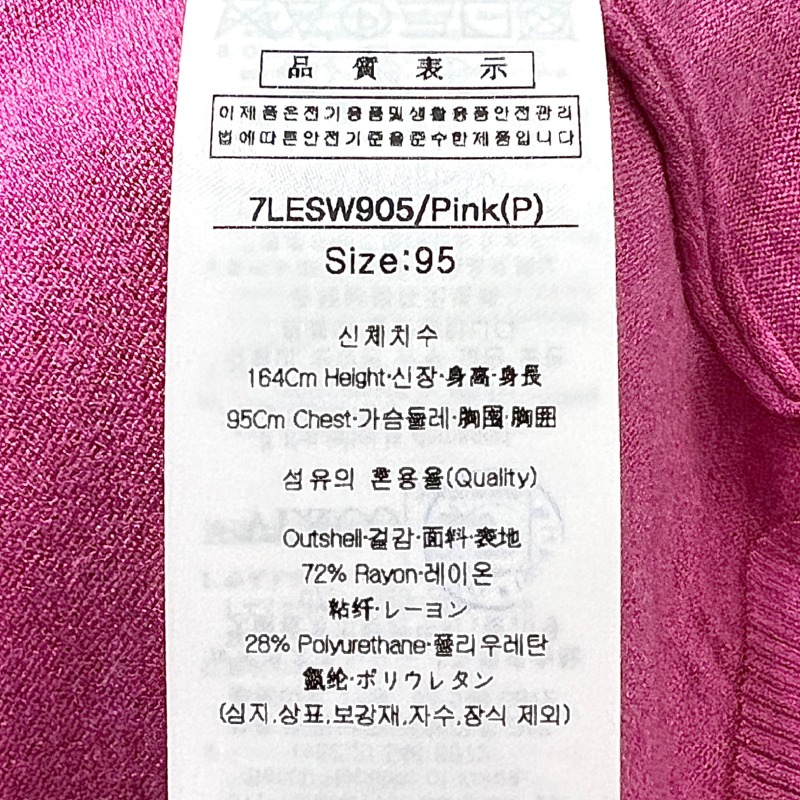 品質表示
이제품은전기용품및생활용품안전관리
법에따른안전기준을준수한제품입니다
7LESW905/Pink(P)
Size:95
신체치수
164Cm Height·신장·身高·身長
95Cm Chest·가슴둘레·胸围·胸囲
섬유의 혼용율(Quality)
Outshell·겉감·面料·表地
72% Rayon·레이온
粘纤·レーヨン
28% Polyurethane·폴리우레탄
氨纶·ポリウレタン
(심지,상표,보강재,자수,장식 제외)